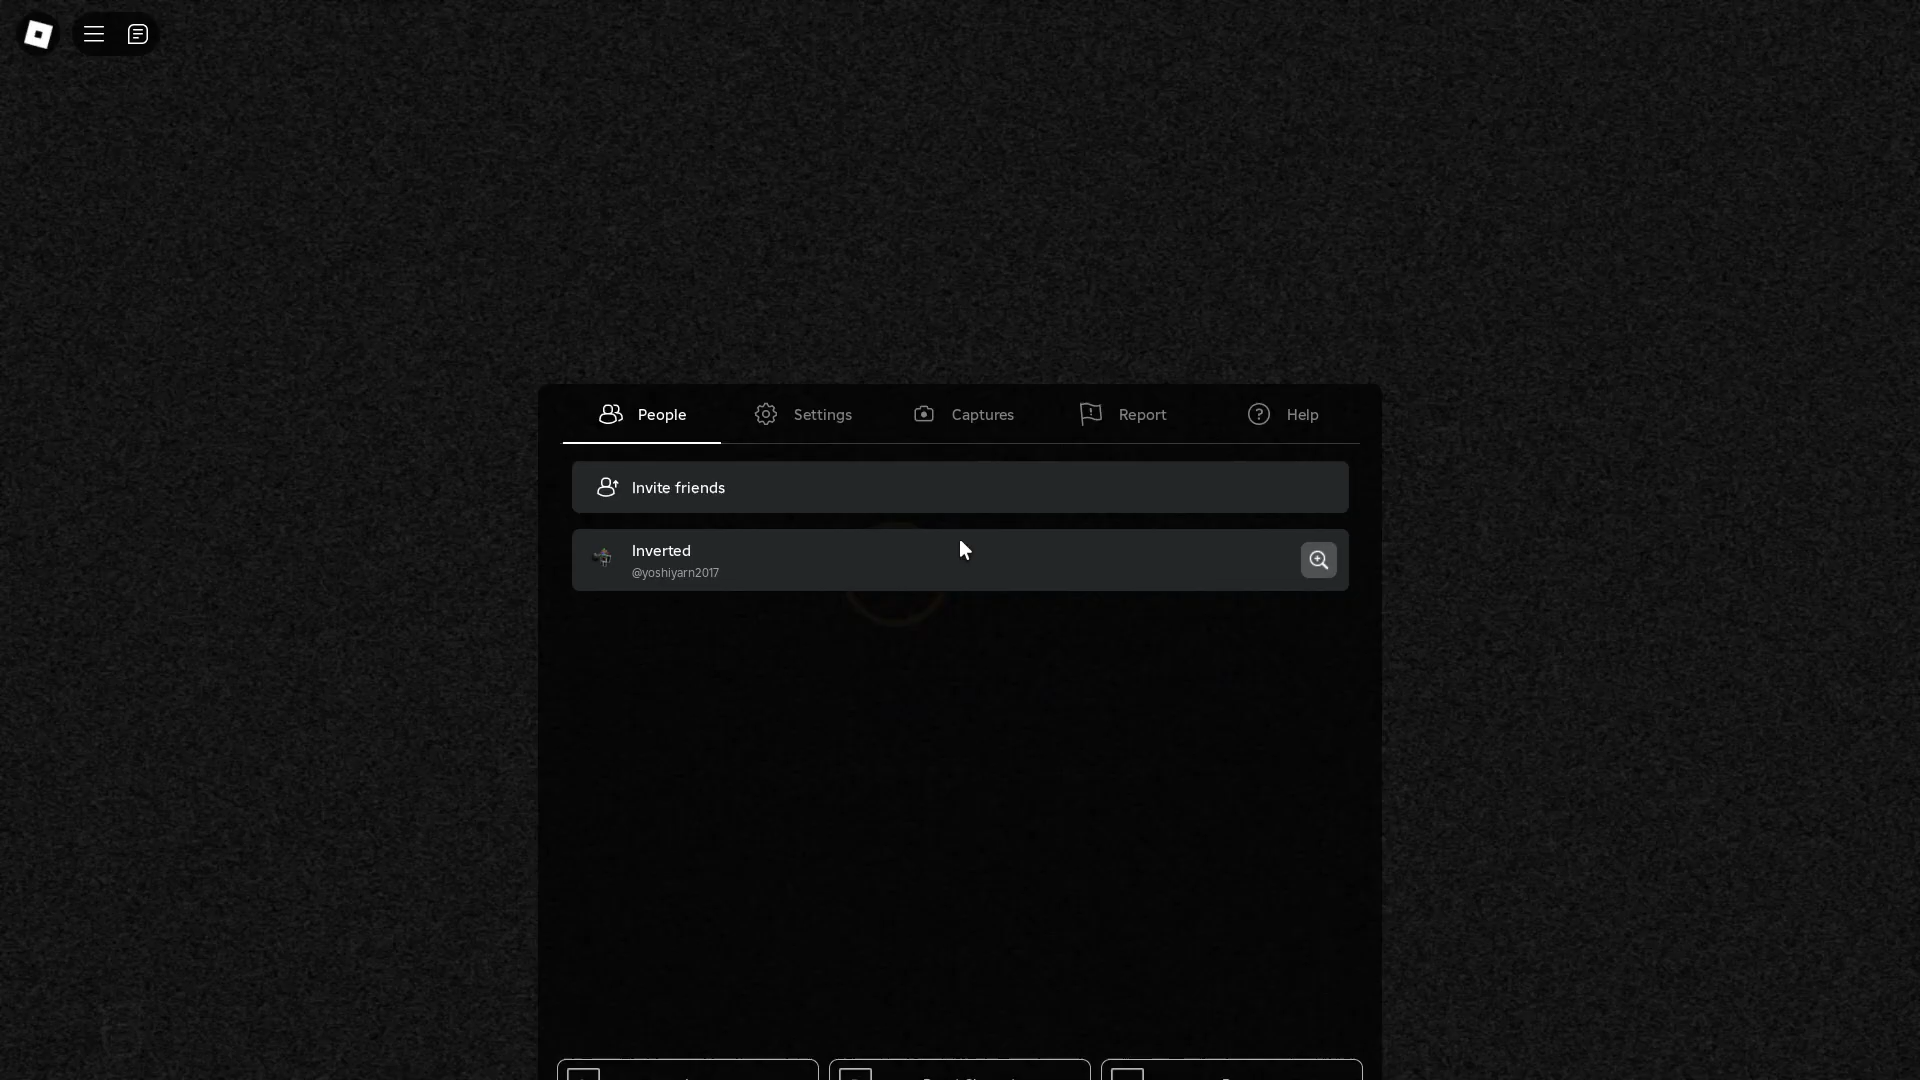 People
Settings
Captures
Report
Help
Invite friends
Inverted
@yoshiyarn2017